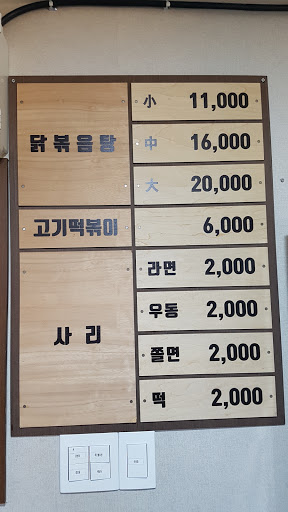 닭볶음탕
小 11,000
中 16,000
大 20,000
고기떡볶이 6,000
사리
라면 2,000
우동 2,000
쫄면 2,000
떡 2,000